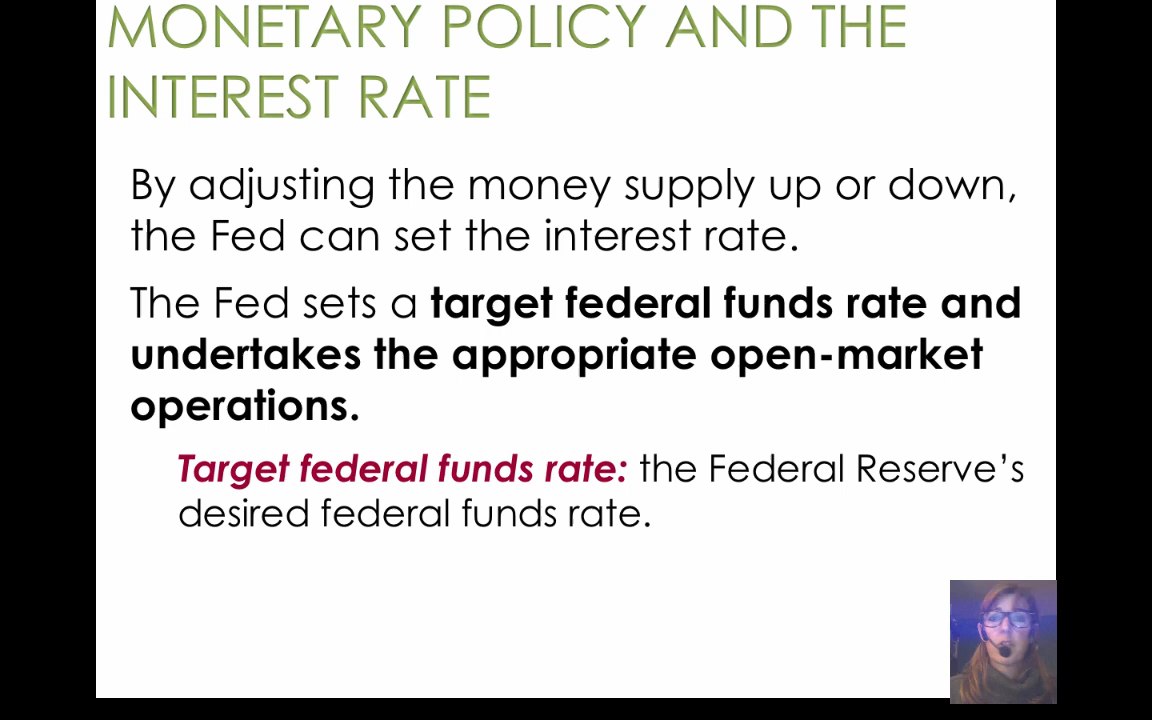 MONETARY POLICY AND THE
INTEREST RATE
By adjusting the money supply up or down,
the Fed can set the interest rate.
The Fed sets a target federal funds rate and
undertakes the appropriate open-market
operations.
Target federal funds rate: the Federal Reserve’s
desired federal funds rate.